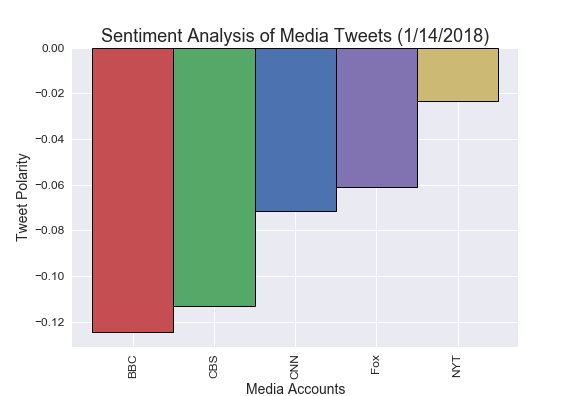 Sentiment Analysis of Media Tweets (1/14/2018)
0.00
−0.02
−0.04
−0.06
−0.08
−0.10
−0.12
Tweet Polarity
BBC
CBS
CNN
Fox
NYT
Media Accounts